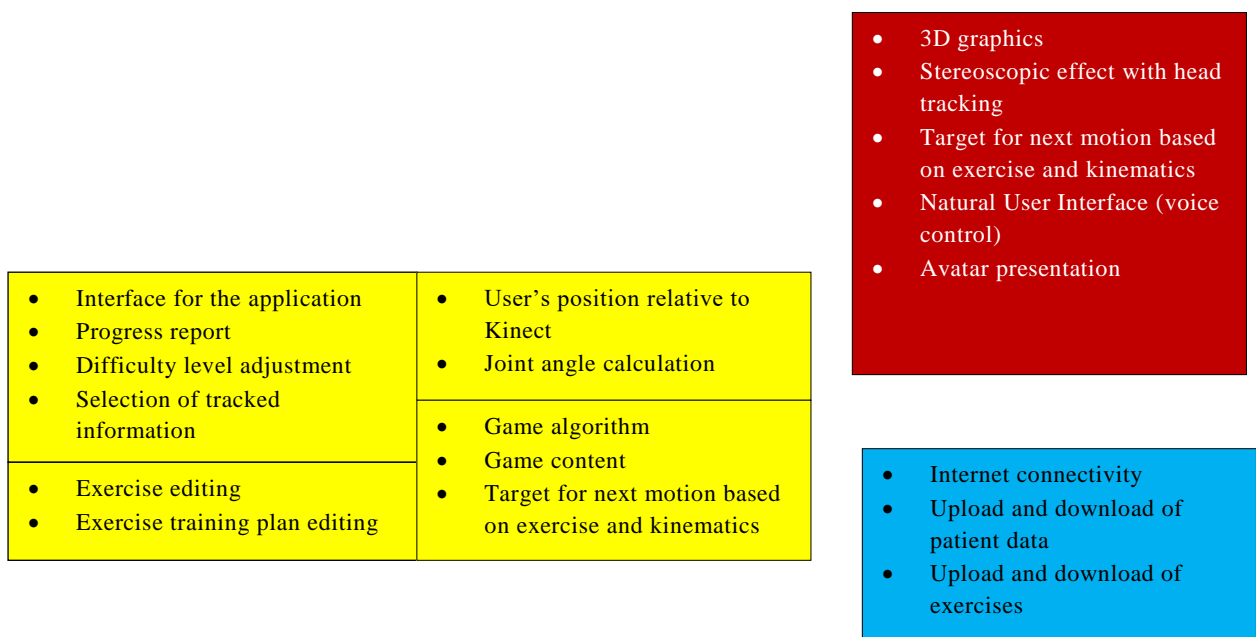 • 3D graphics
• Stereoscopic effect with head
tracking
• Target for next motion based
on exercise and kinematics
• Natural User Interface (voice
control)
• Avatar presentation
• Interface for the application
• Progress report
• Difficulty level adjustment
• Selection of tracked
information
• User’s position relative to
Kinect
• Joint angle calculation
• Exercise editing
• Exercise training plan editing
• Game algorithm
• Game content
• Target for next motion based
on exercise and kinematics
• Internet connectivity
• Upload and download of
patient data
• Upload and download of
exercises